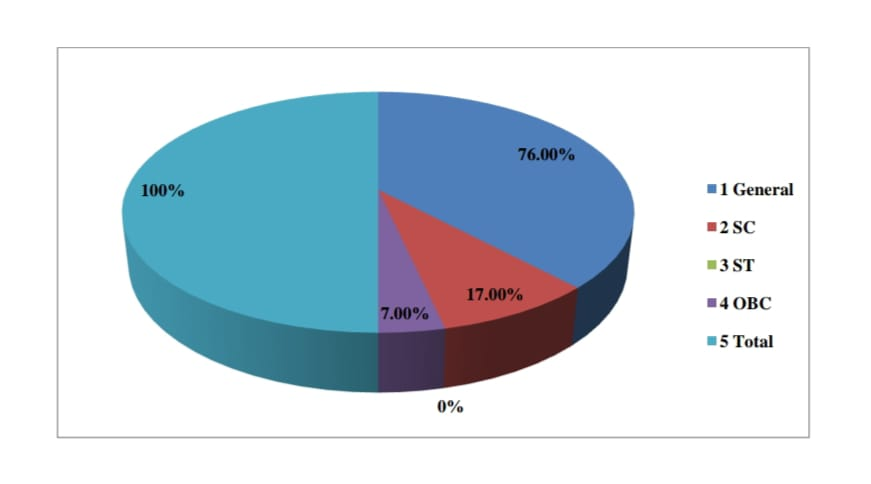 76.00%
100%
17.00%
7.00%
0%
1 General
2 SC
3 ST
4 OBC
5 Total